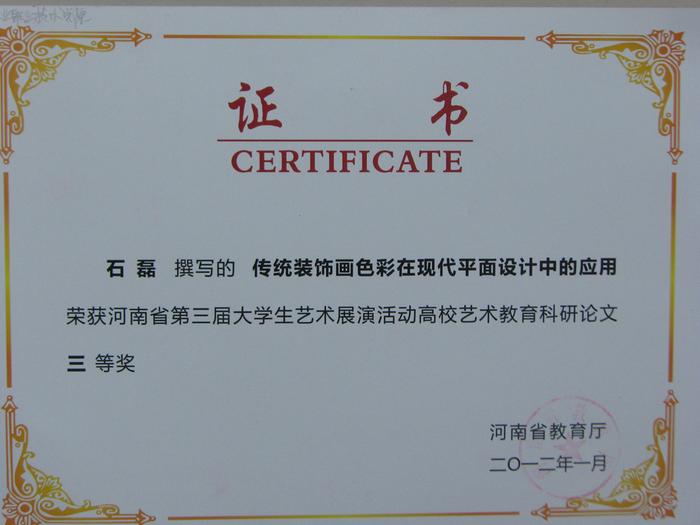 证 书
CERTIFICATE
石 磊 撰写的 传统装饰画色彩在现代平面设计中的应用
荣获河南省第三届大学生艺术展演活动高校艺术教育科研论文
三 等奖
河南省教育厅
二〇一二年一月